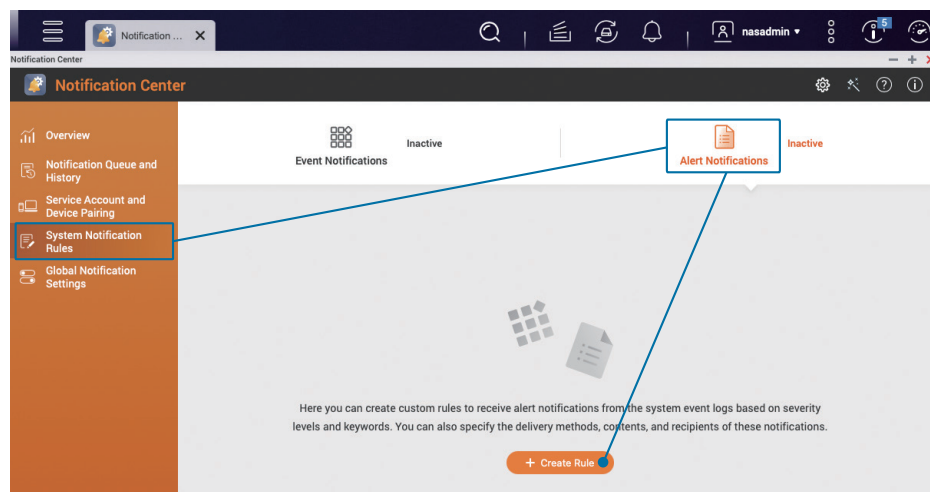 Notification ...
nasadmin
5
Notification Center
Notification Center
Overview
Notification Queue and
History
Service Account and
Device Pairing
System Notification
Rules
Global Notification
Settings
Event Notifications
Inactive
Alert Notifications
Inactive
Here you can create custom rules to receive alert notifications from the system event logs based on severity
levels and keywords. You can also specify the delivery methods, contents, and recipients of these notifications.
+ Create Rule